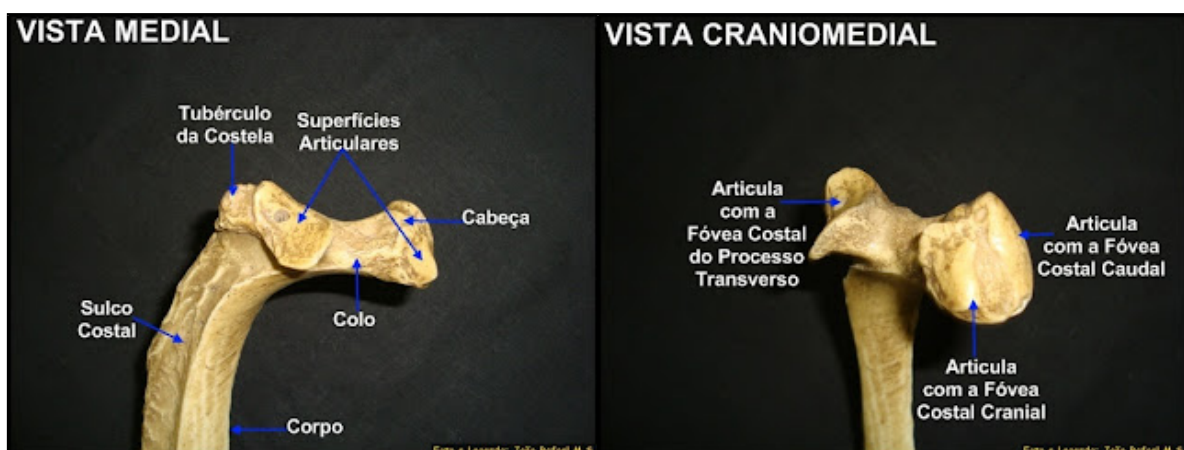 VISTA MEDIAL
Tubérculo
da Costela
Superfícies
Articulares
Cabeça
Sulco
Costal
Colo
Corpo
VISTA CRANIOMEDIAL
Articula
com a
Fóvea Costal
do Processo
Transverso
Articula
com a Fóvea
Costal Caudal
Articula
com a Fóvea
Costal Cranial